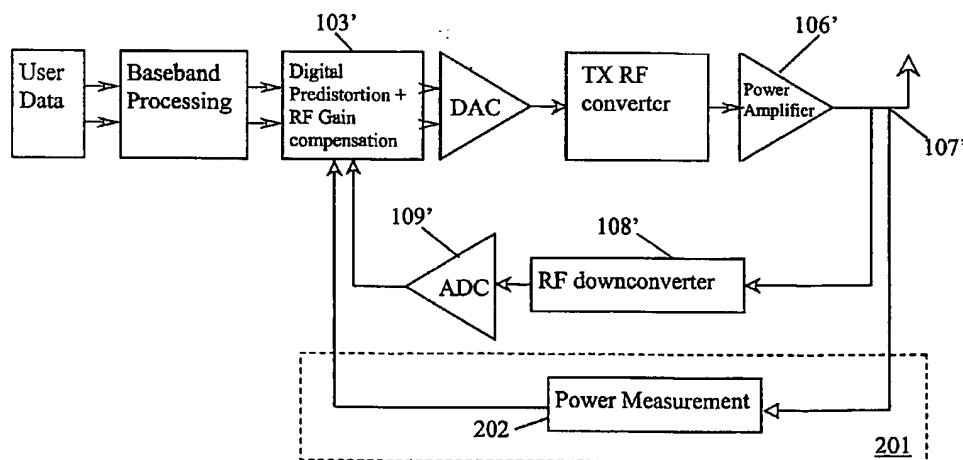 103’
106’
User
Data
Baseband
Processing
Digital
Predistortion +
RF Gain
compensation
DAC
TX RF
converter
Power
Amplifier
107’
109’
108’
ADC
RF downconverter
Power Measurement
202
201